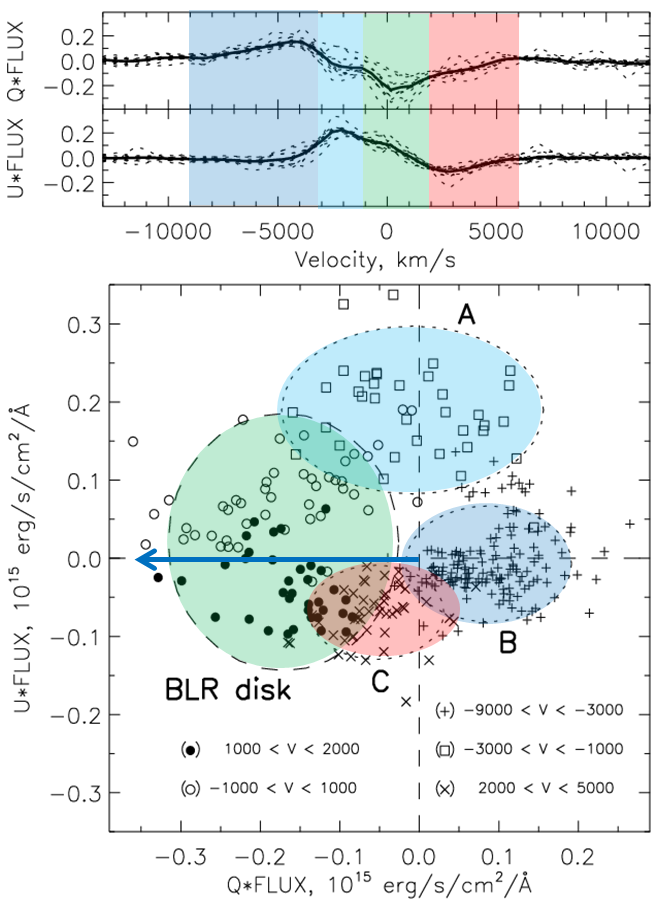 Q*FLUX
0.2
0.0
−0.2
U*FLUX
0.2
0.0
−0.2
−10000 −5000 0 5000 10000
Velocity, km/s
U*FLUX, 10^15 erg/s/cm²/Å
0.3
0.2
0.1
0.0
−0.1
−0.2
−0.3
A
B
C
BLR disk
(+) −9000 < V < −3000
(●) 1000 < V < 2000 (□) −3000 < V < −1000
(○) −1000 < V < 1000 (×) 2000 < V < 5000
−0.3 −0.2 −0.1 0.0 0.1 0.2
Q*FLUX, 10^15 erg/s/cm²/Å